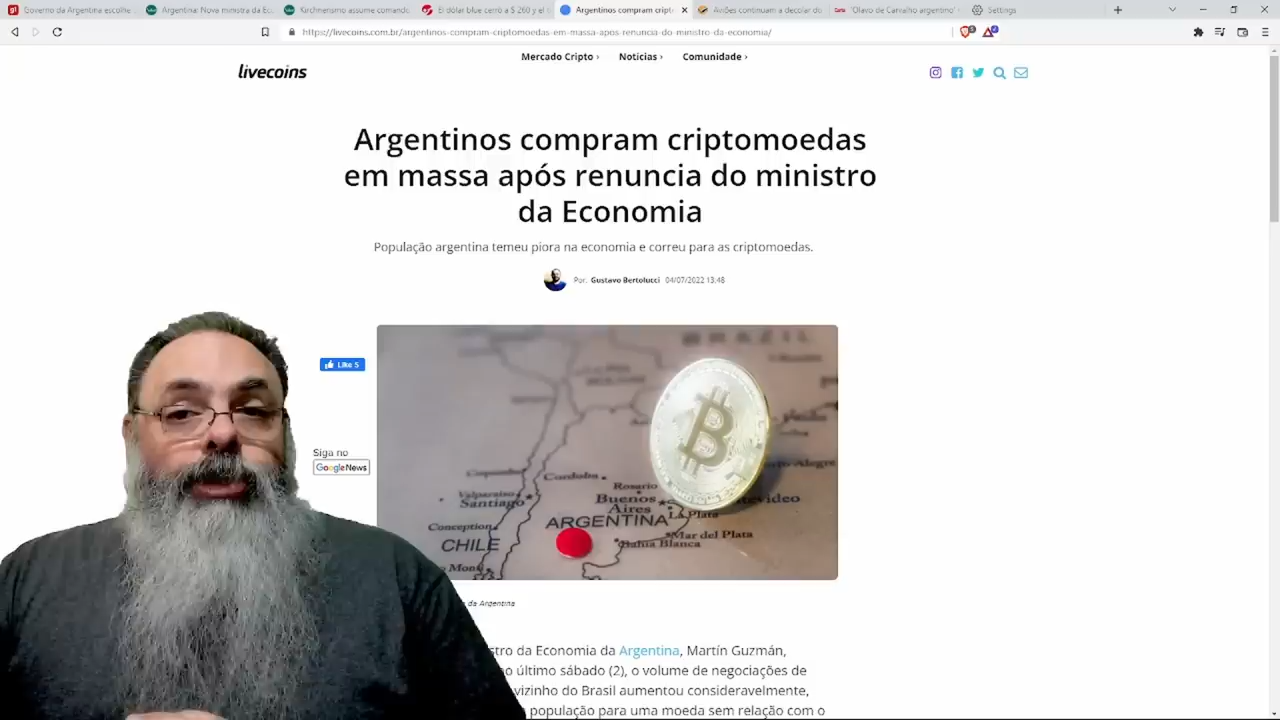 Governo da Argentina escolhe
Argentina: Nova ministra da Ec
Kirchnerismo assume comando
El dólar blue cerró a $ 260 y el
Argentinos compram cript
Aviões continuam a decolar do
"Olavo de Carvalho argentino"
Settings
https://livecoins.com.br/argentinos-compram-criptomoedas-em-massa-apos-renuncia-do-ministro-da-economia/
Mercado Cripto › Notícias › Comunidade ›
livecoins
Argentinos compram criptomoedas
em massa após renuncia do ministro
da Economia
População argentina temeu piora na economia e correu para as criptomoedas.
Por: Gustavo Bertolucci 04/07/2022 13:48
Like 5
Siga no
Google News
BRAZIL
Coquimbo
Cordoba
Rosario
Valparaiso
Santiago
Buenos
Aires
La Plata
tevideo
orto Alegre
Conception
ARGENTINA
Mar del Plata
Bahia Blanca
CHILE
B
da Argentina
stro da Economia da Argentina, Martín Guzmán,
no último sábado (2), o volume de negociações de
vizinho do Brasil aumentou consideravelmente,
população para uma moeda sem relação com o